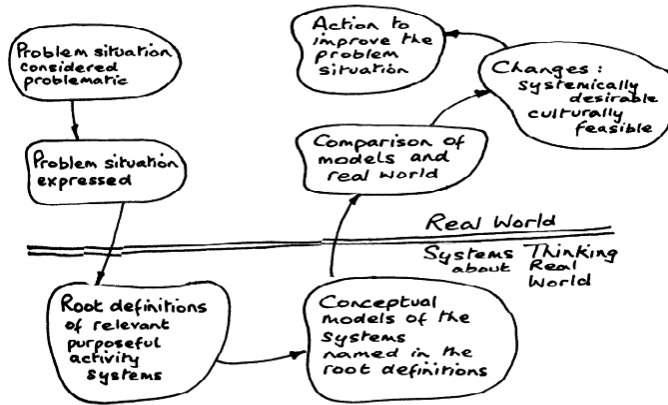 Problem situation
considered
problematic
Problem situation
expressed
Root definitions
of relevant
purposeful
activity
systems
Conceptual
models of the
systems
named in the
root definitions
Comparison of
models and
real world
Changes:
systemically
desirable
culturally
feasible
Action to
improve the
problem
situation
Real World
Systems Thinking
about Real
World